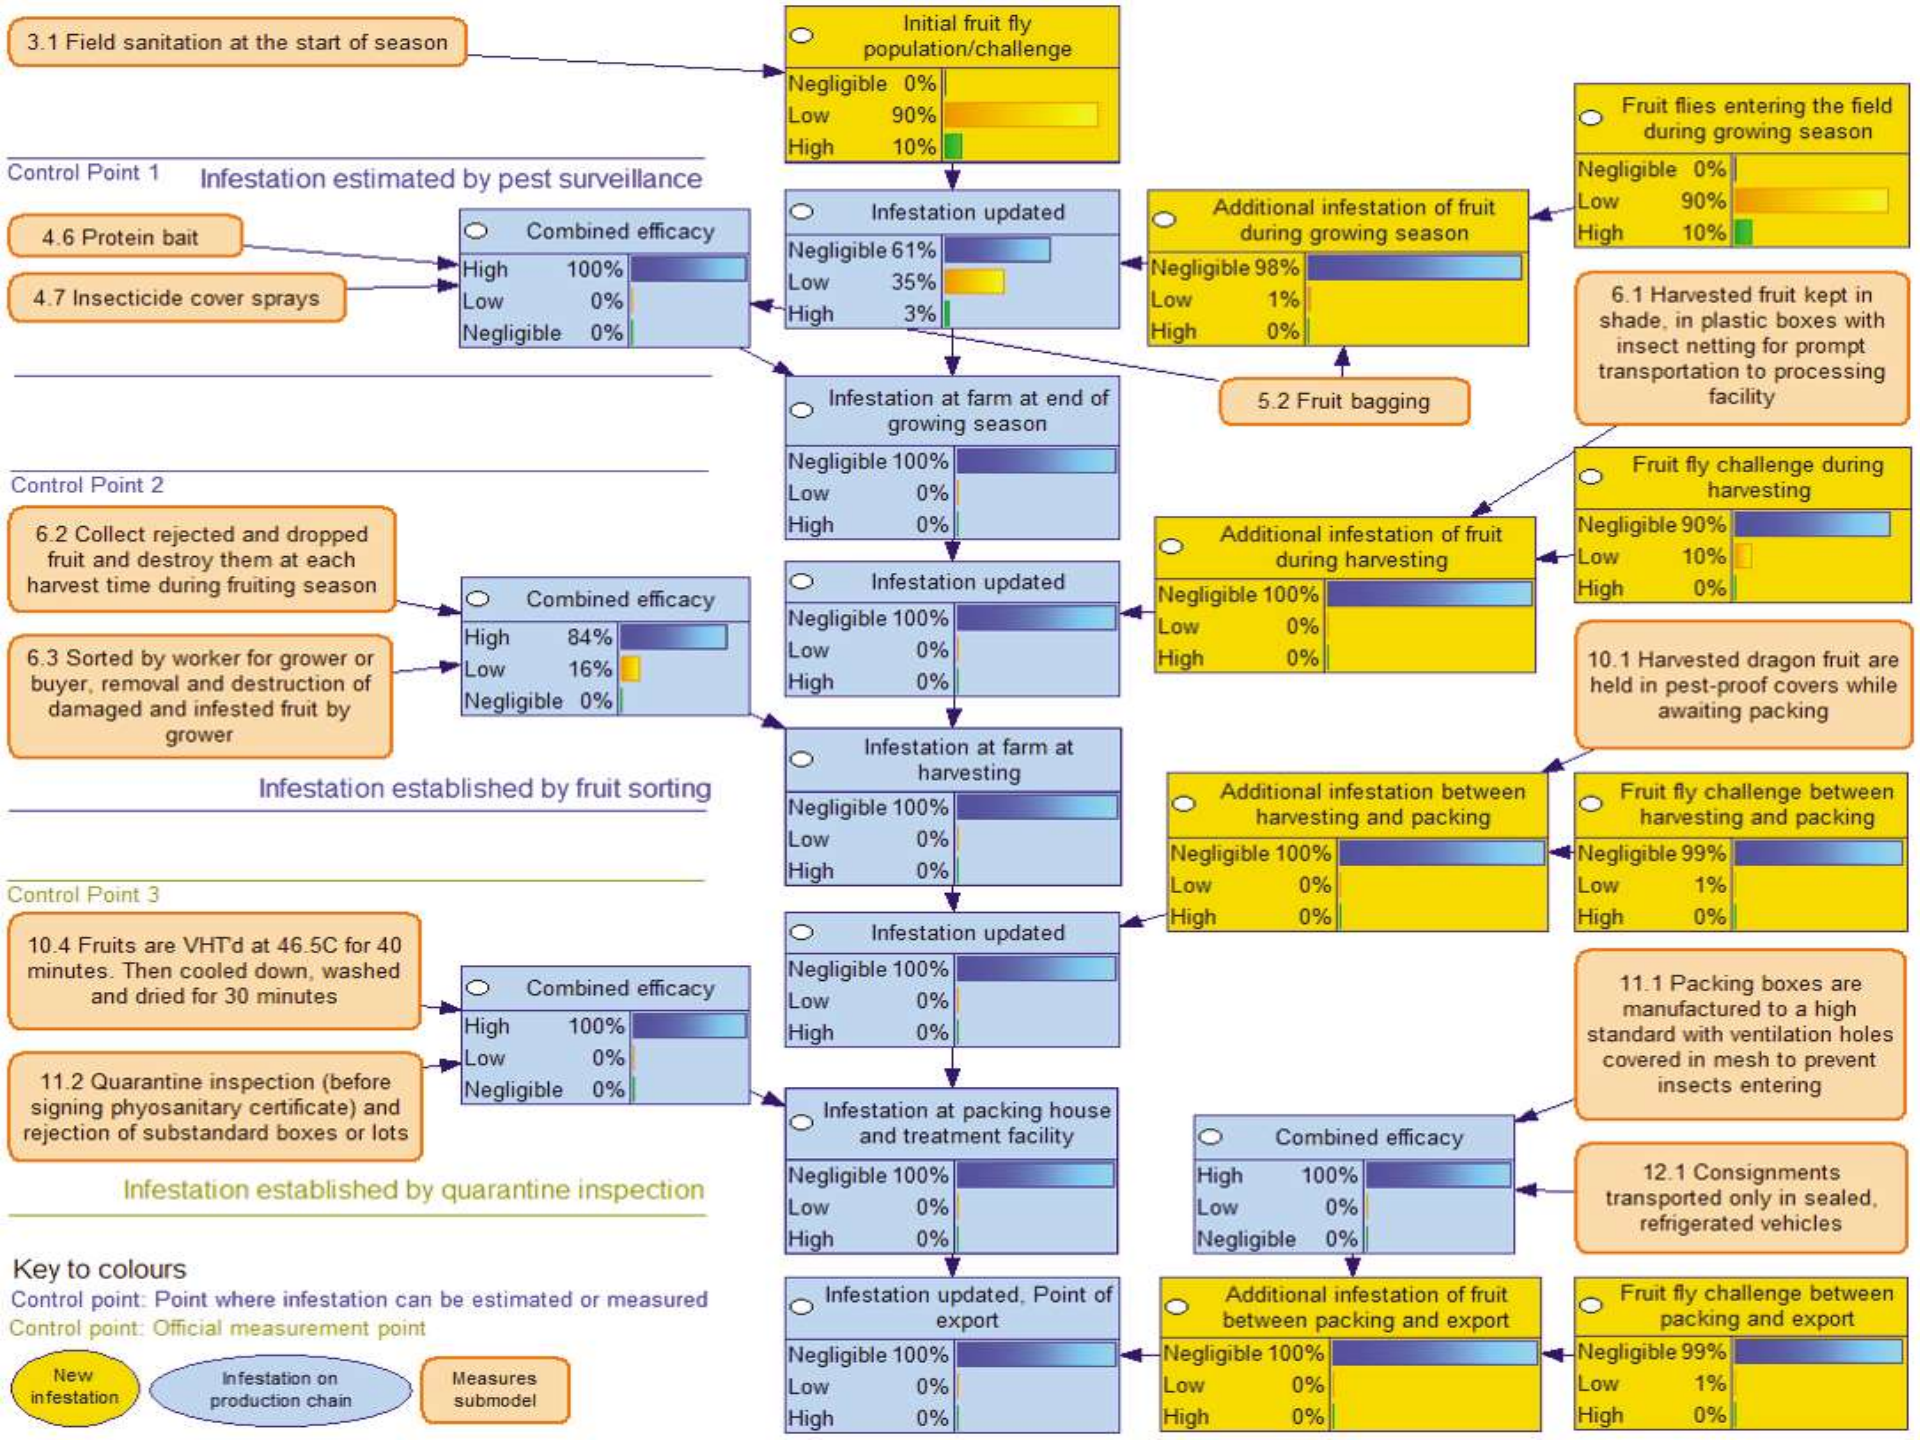 3.1 Field sanitation at the start of season
Initial fruit fly
population/challenge
Negligible 0%
Low 90%
High 10%
Fruit flies entering the field
during growing season
Negligible 0%
Low 90%
High 10%
Control Point 1
Infestation estimated by pest surveillance
4.6 Protein bait
4.7 Insecticide cover sprays
Combined efficacy
High 100%
Low 0%
Negligible 0%
Infestation updated
Negligible 61%
Low 35%
High 3%
Additional infestation of fruit
during growing season
Negligible 98%
Low 1%
High 0%
5.2 Fruit bagging
6.1 Harvested fruit kept in
shade, in plastic boxes with
insect netting for prompt
transportation to processing
facility
Infestation at farm at end of
growing season
Negligible 100%
Low 0%
High 0%
Control Point 2
6.2 Collect rejected and dropped
fruit and destroy them at each
harvest time during fruiting season
6.3 Sorted by worker for grower or
buyer, removal and destruction of
damaged and infested fruit by
grower
Combined efficacy
High 84%
Low 16%
Negligible 0%
Infestation updated
Negligible 100%
Low 0%
High 0%
Additional infestation of fruit
during harvesting
Negligible 100%
Low 0%
High 0%
Fruit fly challenge during
harvesting
Negligible 90%
Low 10%
High 0%
10.1 Harvested dragon fruit are
held in pest-proof covers while
awaiting packing
Infestation established by fruit sorting
Infestation at farm at
harvesting
Negligible 100%
Low 0%
High 0%
Additional infestation between
harvesting and packing
Negligible 100%
Low 0%
High 0%
Fruit fly challenge between
harvesting and packing
Negligible 99%
Low 1%
High 0%
Control Point 3
10.4 Fruits are VHT'd at 46.5C for 40
minutes. Then cooled down, washed
and dried for 30 minutes
11.2 Quarantine inspection (before
signing phyosanitary certificate) and
rejection of substandard boxes or lots
Combined efficacy
High 100%
Low 0%
Negligible 0%
Infestation updated
Negligible 100%
Low 0%
High 0%
11.1 Packing boxes are
manufactured to a high
standard with ventilation holes
covered in mesh to prevent
insects entering
Infestation established by quarantine inspection
Infestation at packing house
and treatment facility
Negligible 100%
Low 0%
High 0%
Combined efficacy
High 100%
Low 0%
Negligible 0%
12.1 Consignments
transported only in sealed,
refrigerated vehicles
Key to colours
Control point: Point where infestation can be estimated or measured
Control point: Official measurement point
New
infestation
Infestation on
production chain
Measures
submodel
Infestation updated, Point of
export
Negligible 100%
Low 0%
High 0%
Additional infestation of fruit
between packing and export
Negligible 100%
Low 0%
High 0%
Fruit fly challenge between
packing and export
Negligible 99%
Low 1%
High 0%